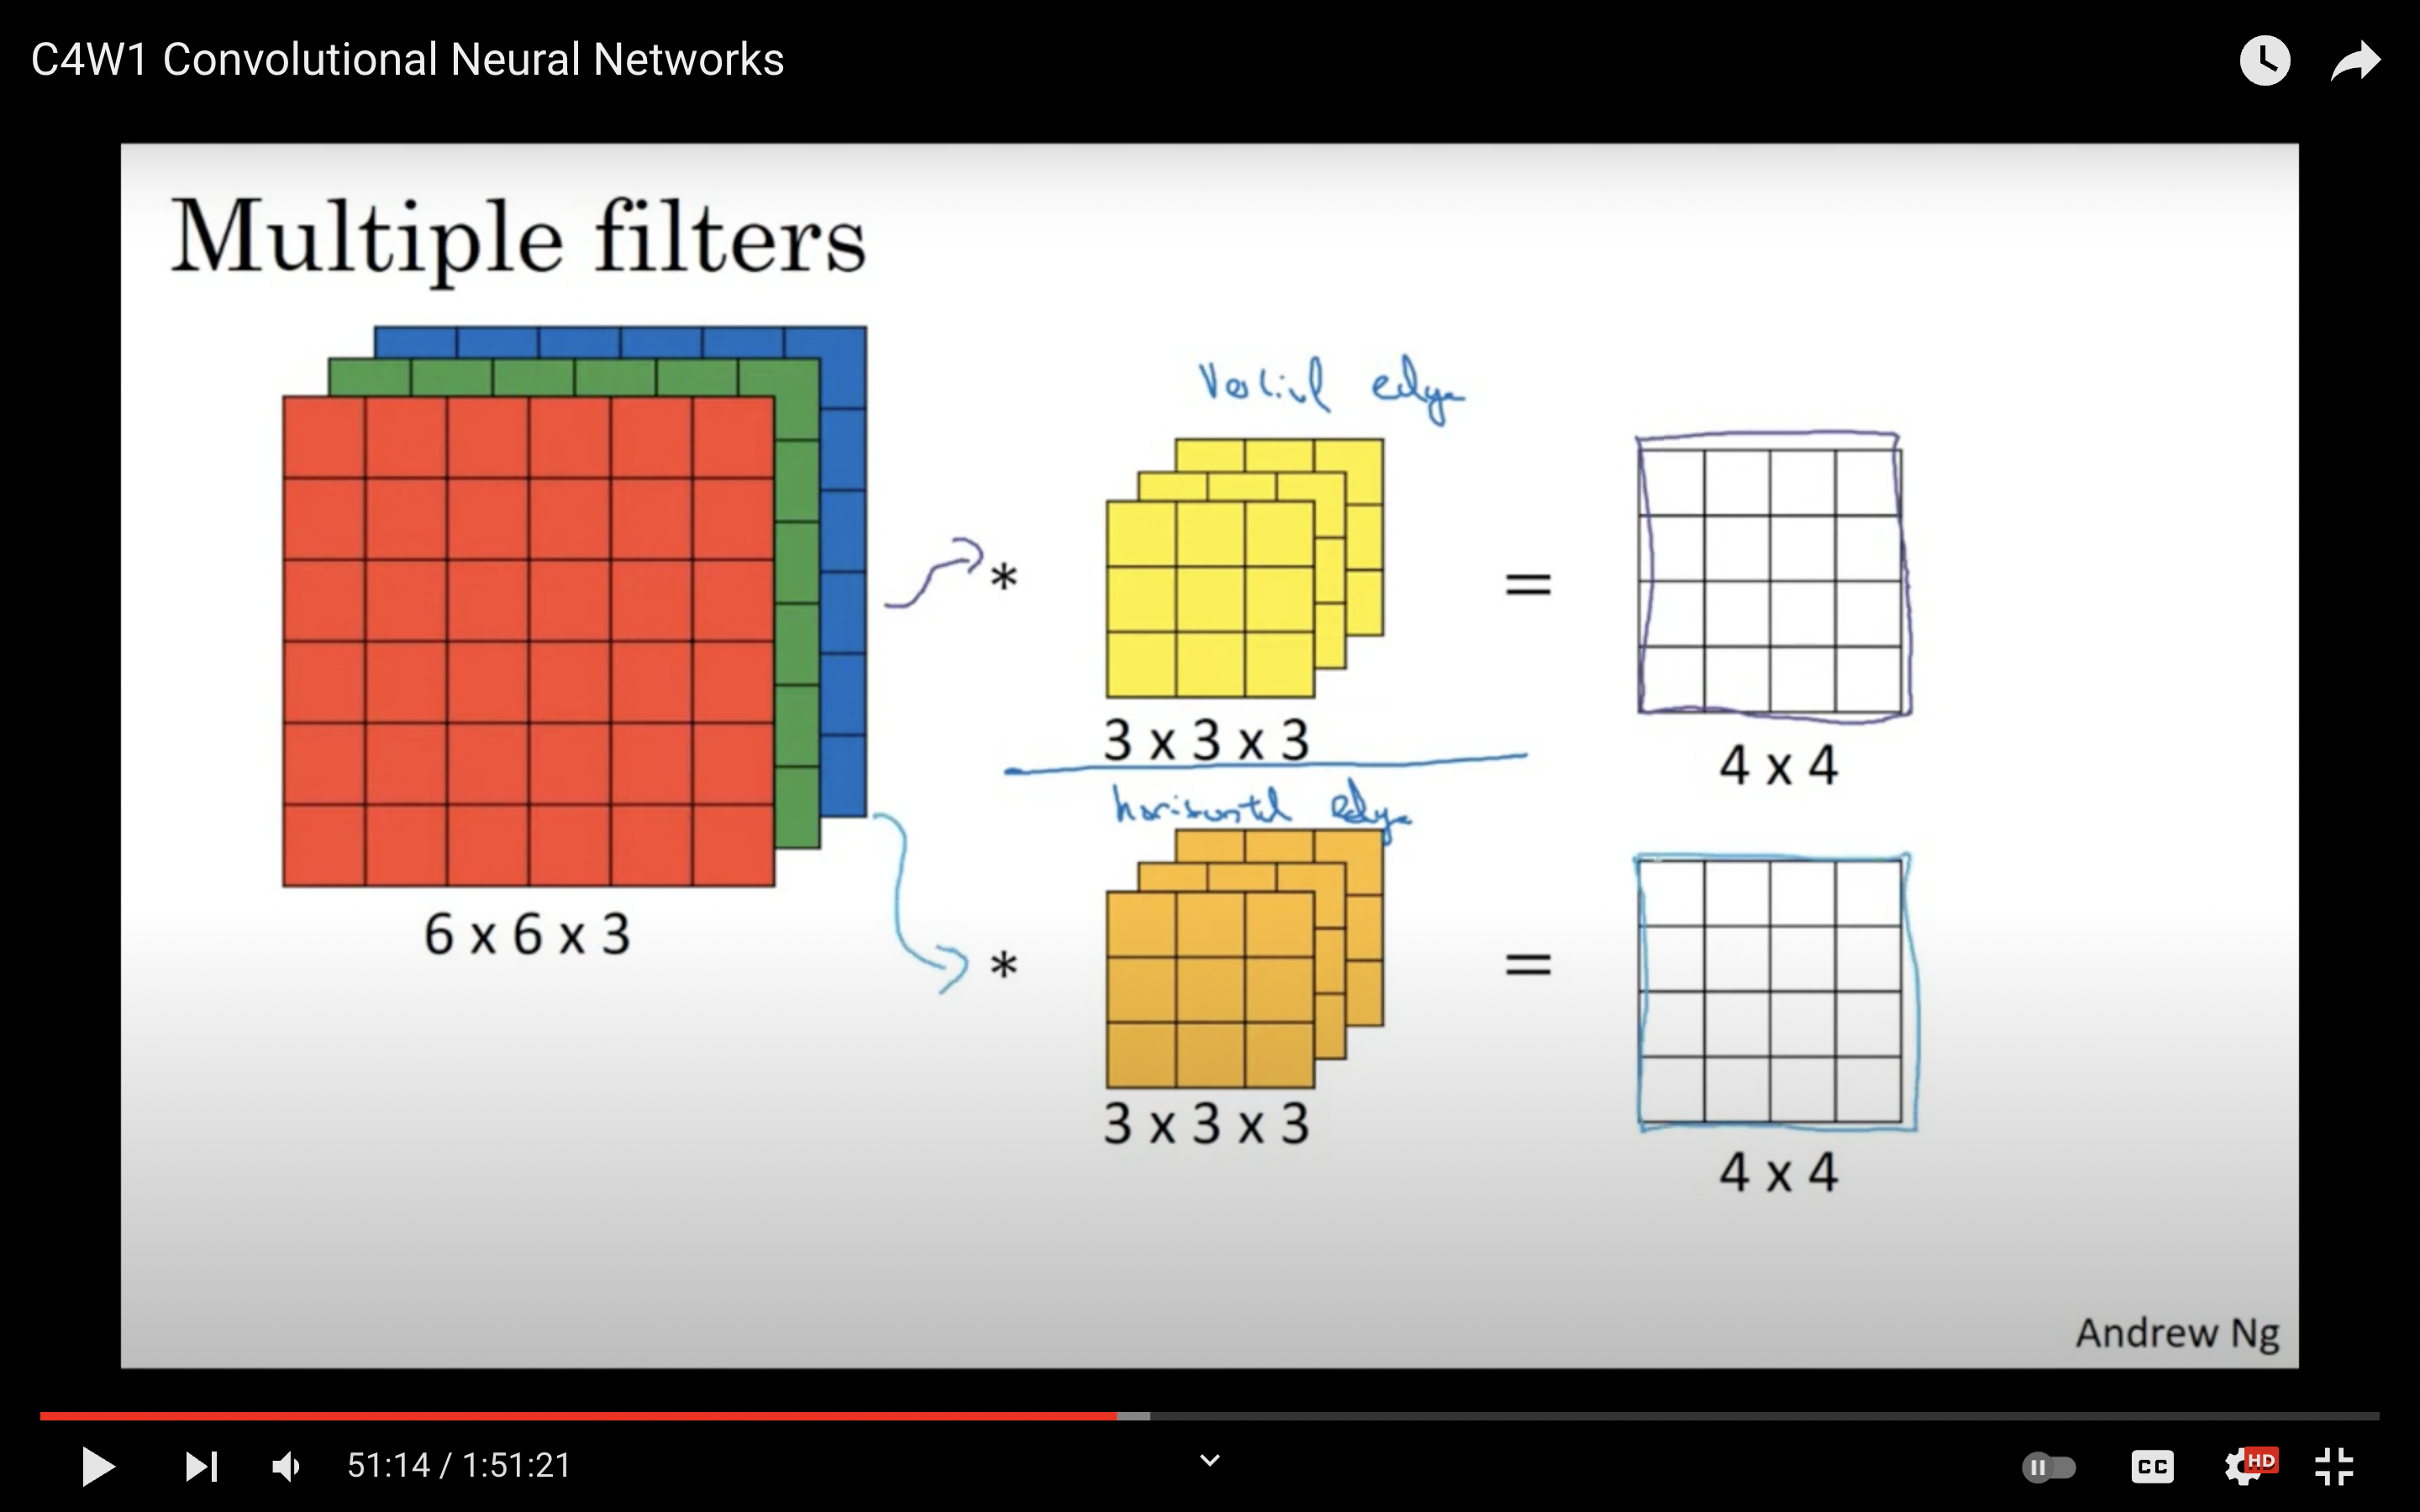 C4W1 Convolutional Neural Networks
Multiple filters
Vertical edge
*
=
3 x 3 x 3
4 x 4
6 x 6 x 3
horizontal edge
*
=
3 x 3 x 3
4 x 4
Andrew Ng
51:14 / 1:51:21
CC
HD